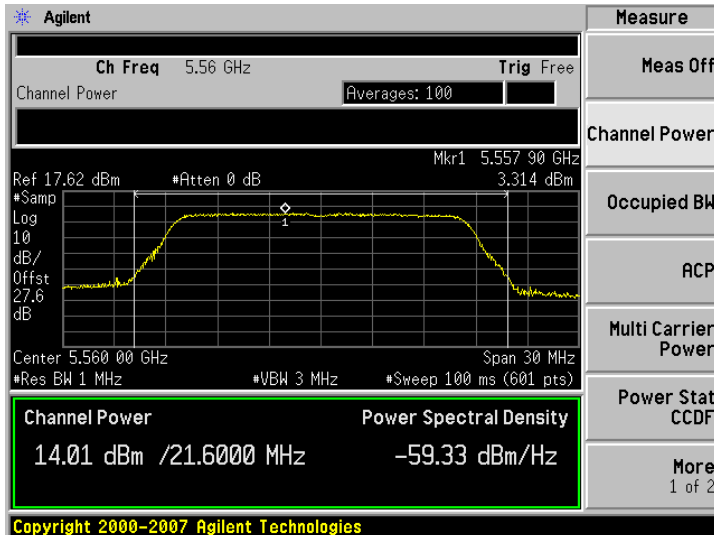 Agilent
Measure
Ch Freq 5.56 GHz Trig Free
Meas Off
Channel Power Averages: 100
Channel Power
Mkr1 5.557 90 GHz
Ref 17.62 dBm #Atten 0 dB 3.314 dBm
#Samp
Log
10
dB/
Offst
27.6
dB
1
Occupied BW
ACP
Multi Carrier
Power
Center 5.560 00 GHz Span 30 MHz
#Res BW 1 MHz #VBW 3 MHz #Sweep 100 ms (601 pts)
Channel Power Power Spectral Density
14.01 dBm /21.6000 MHz -59.33 dBm/Hz
Power Stat
CCDF
More
1 of 2
Copyright 2000-2007 Agilent Technologies